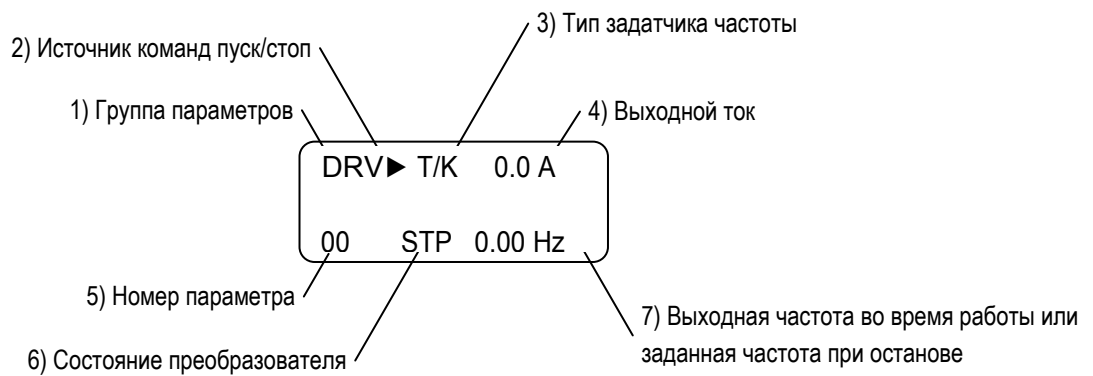 3) Тип задатчика частоты
2) Источник команд пуск/стоп
1) Группа параметров
4) Выходной ток
DRV► T/K 0.0 A
00 STP 0.00 Hz
5) Номер параметра
7) Выходная частота во время работы или
заданная частота при останове
6) Состояние преобразователя